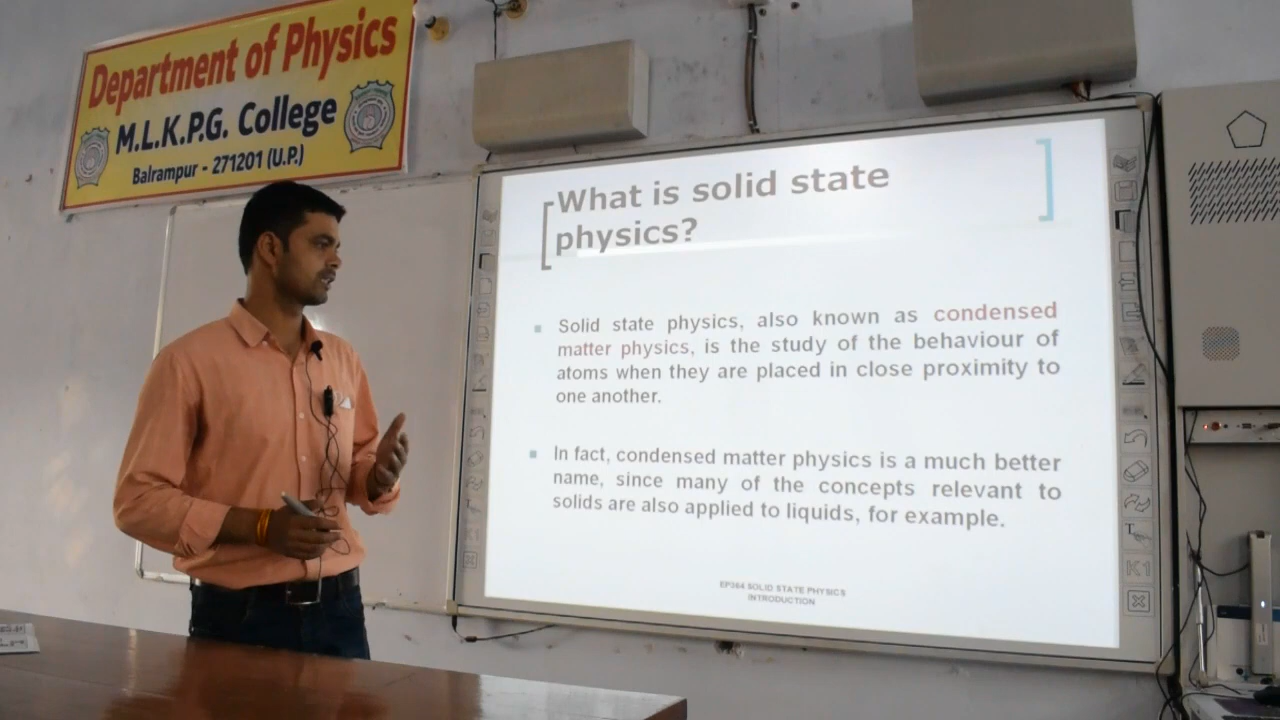 Department of Physics
M.L.K.P.G. College
Balrampur - 271201 (U.P.)
What is solid state
physics?
Solid state physics, also known as condensed
matter physics, is the study of the behaviour of
atoms when they are placed in close proximity to
one another.
In fact, condensed matter physics is a much better
name, since many of the concepts relevant to
solids are also applied to liquids, for example.
EP364 SOLID STATE PHYSICS
INTRODUCTION
K1